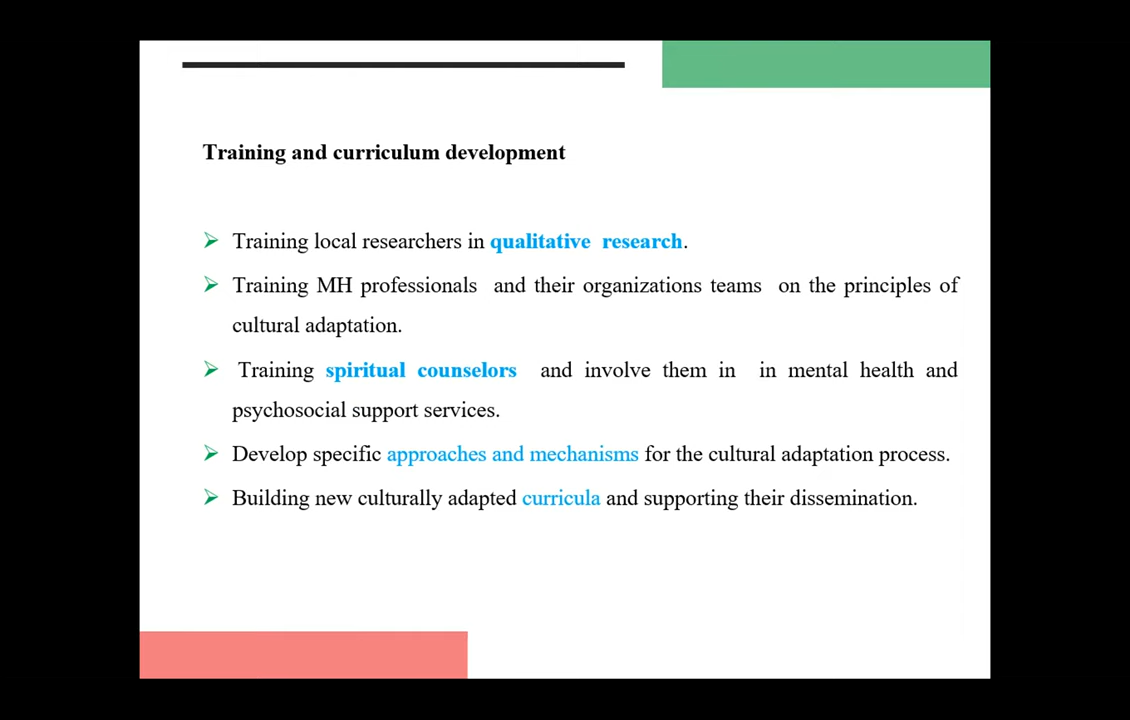 Training and curriculum development
Training local researchers in qualitative research.
Training MH professionals and their organizations teams on the principles of
cultural adaptation.
Training spiritual counselors and involve them in in mental health and
psychosocial support services.
Develop specific approaches and mechanisms for the cultural adaptation process.
Building new culturally adapted curricula and supporting their dissemination.